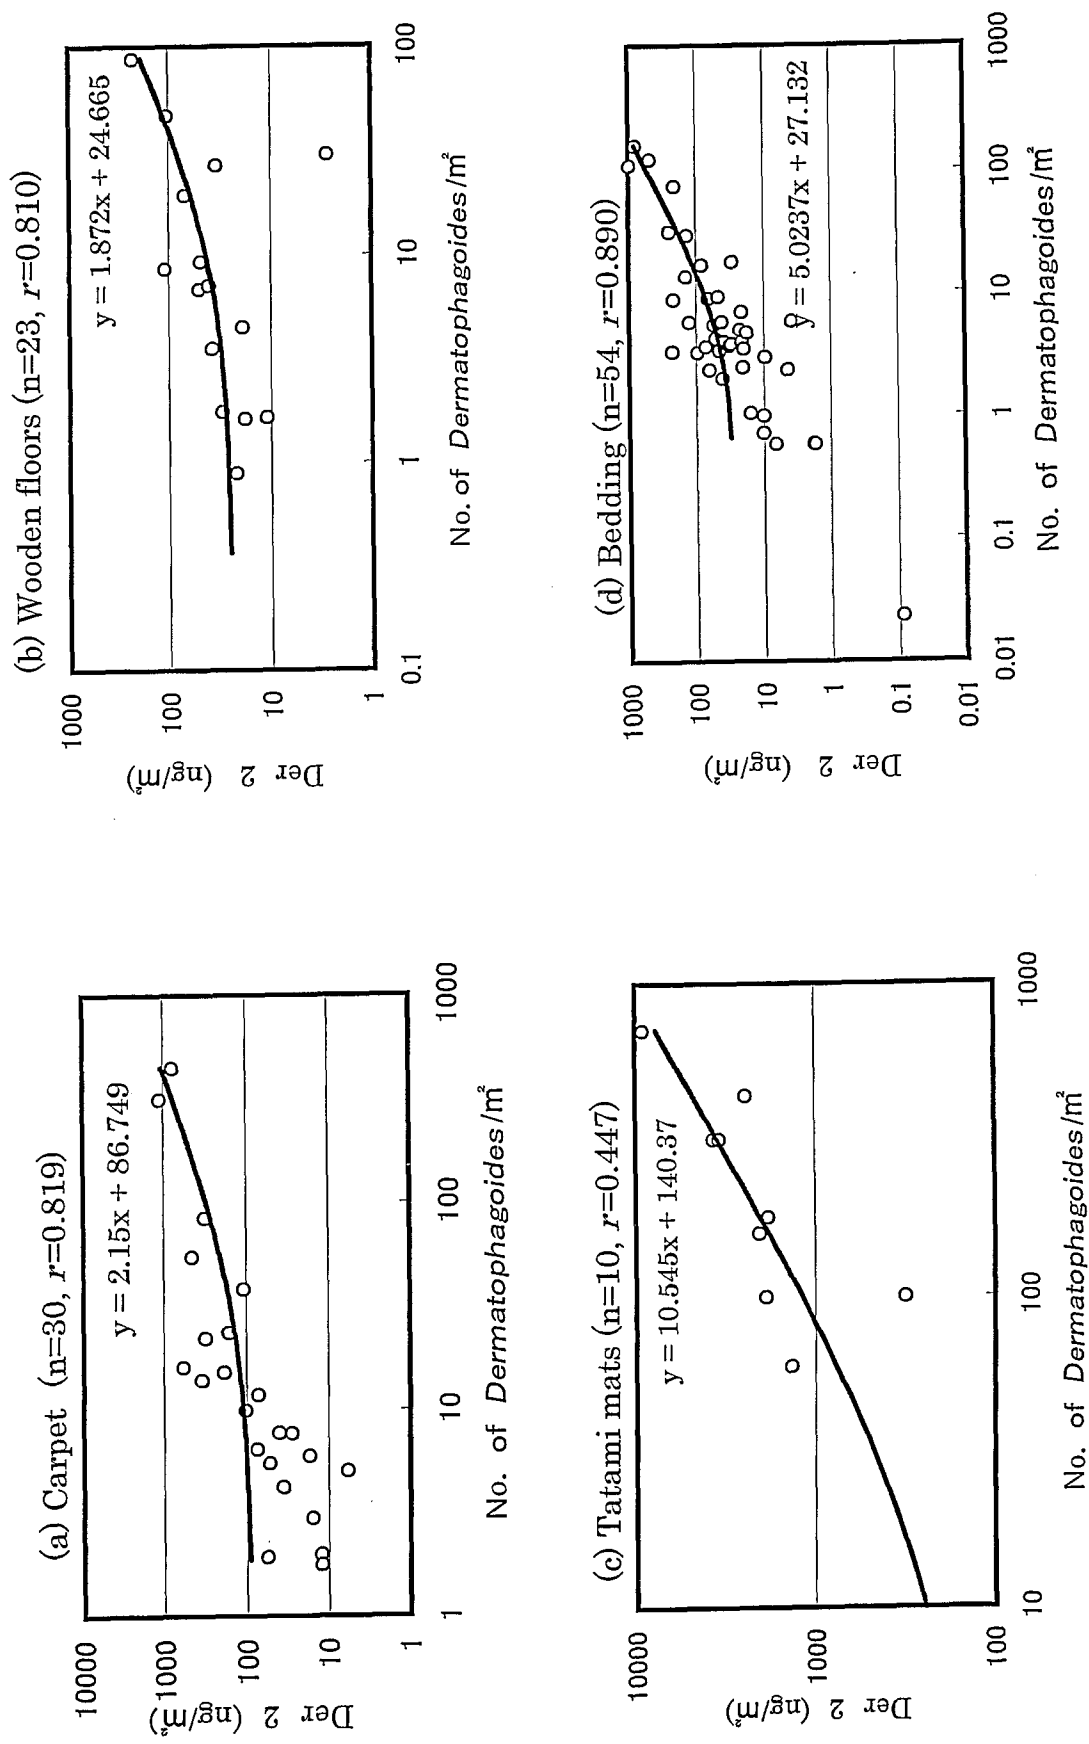 (a) Carpet (n=30, r=0.819)
y = 2.15x + 86.749
10000
1000
100
10
1
Der 2 (ng/m²)
1
10
100
1000
No. of Dermatophagoides/m²
(b) Wooden floors (n=23, r=0.810)
y = 1.872x + 24.665
1000
100
10
1
Der 2 (ng/m²)
0.1
1
10
100
No. of Dermatophagoides/m²
(c) Tatami mats (n=10, r=0.447)
y = 10.545x + 140.37
10000
1000
100
Der 2 (ng/m²)
10
100
1000
No. of Dermatophagoides/m²
(d) Bedding (n=54, r=0.890)
y = 5.0237x + 27.132
1000
100
10
1
0.1
0.01
Der 2 (ng/m²)
0.01
0.1
1
10
100
1000
No. of Dermatophagoides/m²